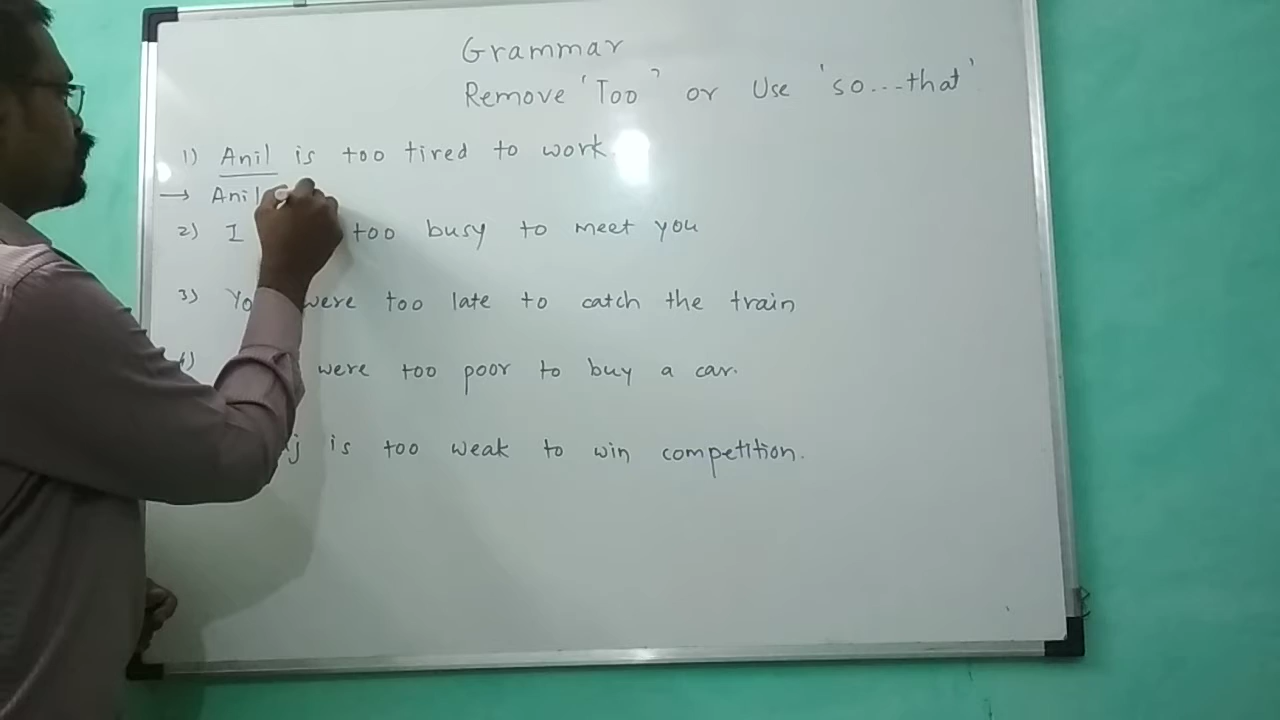 Grammar
Remove 'Too' or Use 'so...that'
1) Anil is too tired to work
→ Anil
2) I too busy to meet you
3) were too late to catch the train
were too poor to buy a car.
is too weak to win competition.